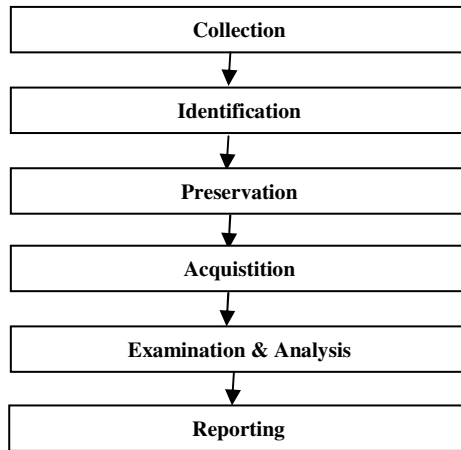 Collection
Identification
Preservation
Acquistition
Examination & Analysis
Reporting